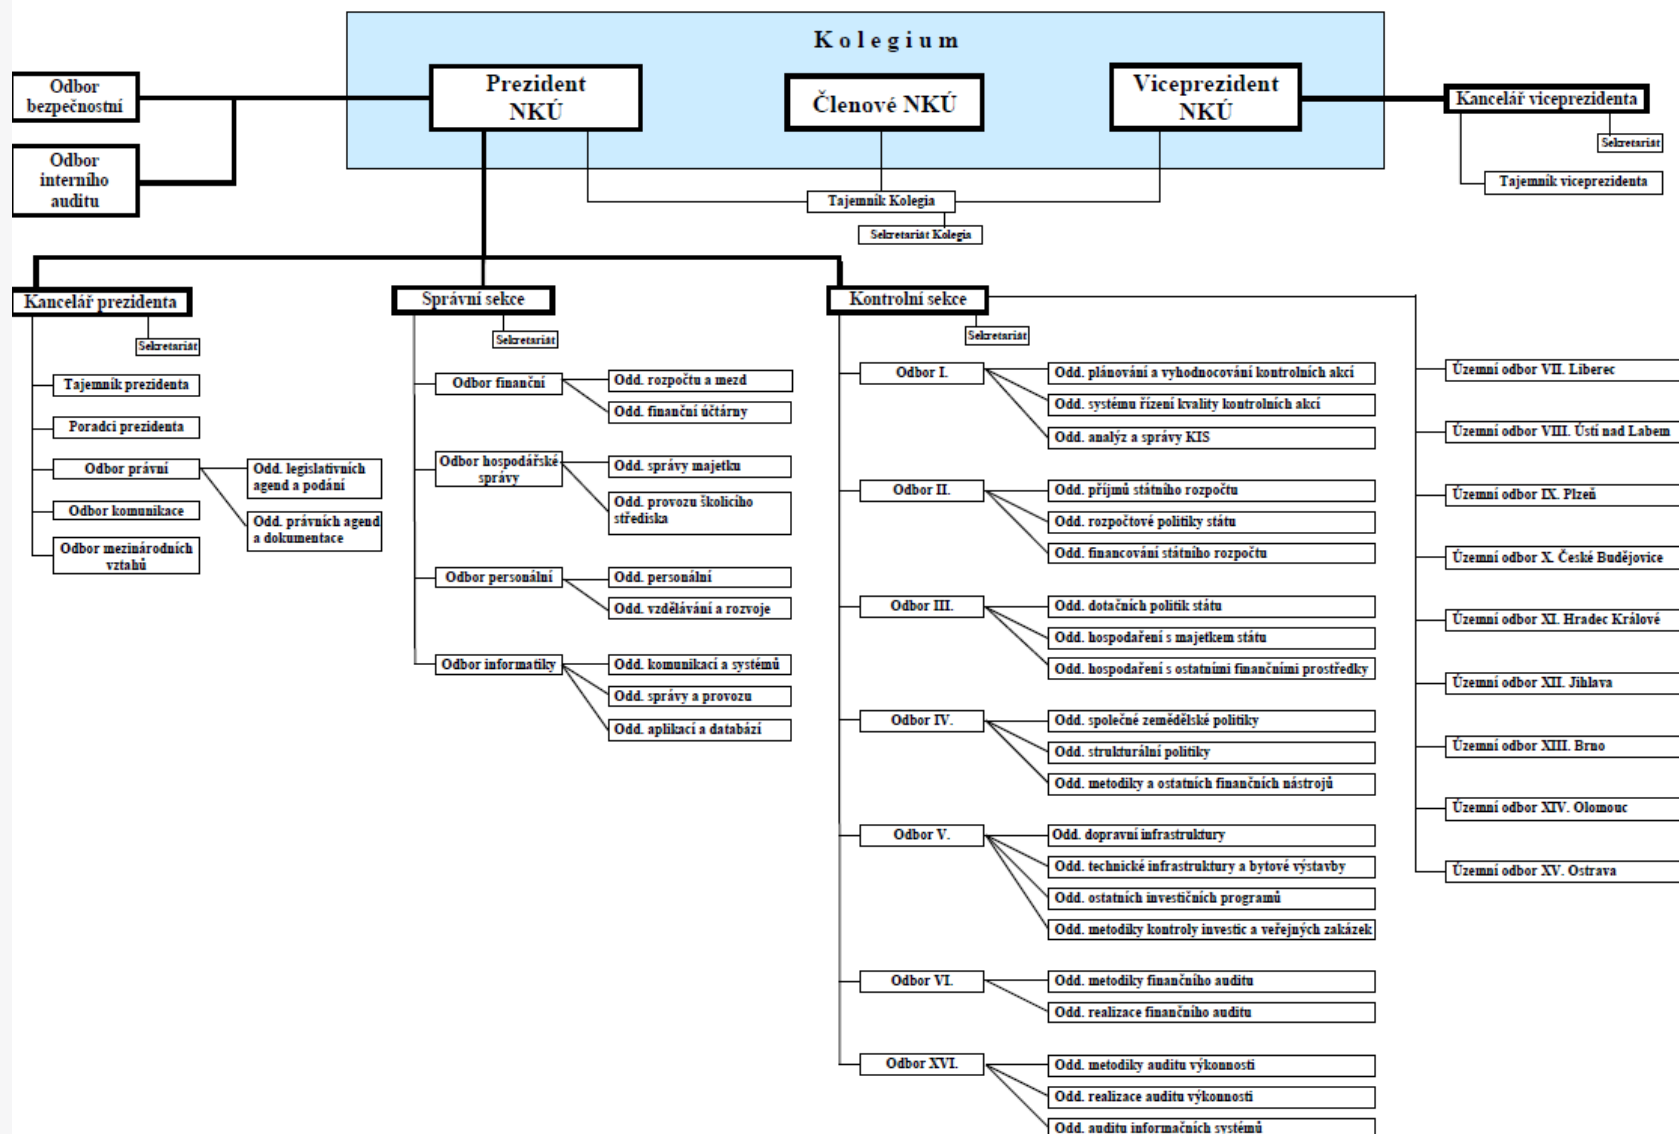 K o l e g i u m
Prezident
NKÚ
Členové NKÚ
Viceprezident
NKÚ
Odbor
bezpečnostní
Odbor
interního
auditu
Kancelář viceprezidenta
Sekretariát
Tajemník viceprezidenta
Tajemník Kolegia
Sekretariát Kolegia
Kancelář prezidenta
Sekretariát
Tajemník prezidenta
Poradci prezidenta
Odbor právní
Odd. legislativních
agend a podání
Odd. právních agend
a dokumentace
Odbor komunikace
Odbor mezinárodních
vztahů
Správní sekce
Sekretariát
Odbor finanční
Odd. rozpočtu a mezd
Odd. finanční účtárny
Odbor hospodářské
správy
Odd. správy majetku
Odd. provozu školicího
střediska
Odbor personální
Odd. personální
Odd. vzdělávání a rozvoje
Odbor informatiky
Odd. komunikací a systémů
Odd. správy a provozu
Odd. aplikací a databází
Kontrolní sekce
Sekretariát
Odbor I.
Odd. plánování a vyhodnocování kontrolních akcí
Odd. systému řízení kvality kontrolních akcí
Odd. analýz a správy KIS
Odbor II.
Odd. příjmů státního rozpočtu
Odd. rozpočtové politiky státu
Odd. financování státního rozpočtu
Odbor III.
Odd. dotačních politik státu
Odd. hospodaření s majetkem státu
Odd. hospodaření s ostatními finančními prostředky
Odbor IV.
Odd. společné zemědělské politiky
Odd. strukturální politiky
Odd. metodiky a ostatních finančních nástrojů
Odbor V.
Odd. dopravní infrastruktury
Odd. technické infrastruktury a bytové výstavby
Odd. ostatních investičních programů
Odd. metodiky kontroly investic a veřejných zakázek
Odbor VI.
Odd. metodiky finančního auditu
Odd. realizace finančního auditu
Odbor XVI.
Odd. metodiky auditu výkonnosti
Odd. realizace auditu výkonnosti
Odd. auditu informačních systémů
Územní odbor VII. Liberec
Územní odbor VIII. Ústí nad Labem
Územní odbor IX. Plzeň
Územní odbor X. České Budějovice
Územní odbor XI. Hradec Králové
Územní odbor XII. Jihlava
Územní odbor XIII. Brno
Územní odbor XIV. Olomouc
Územní odbor XV. Ostrava